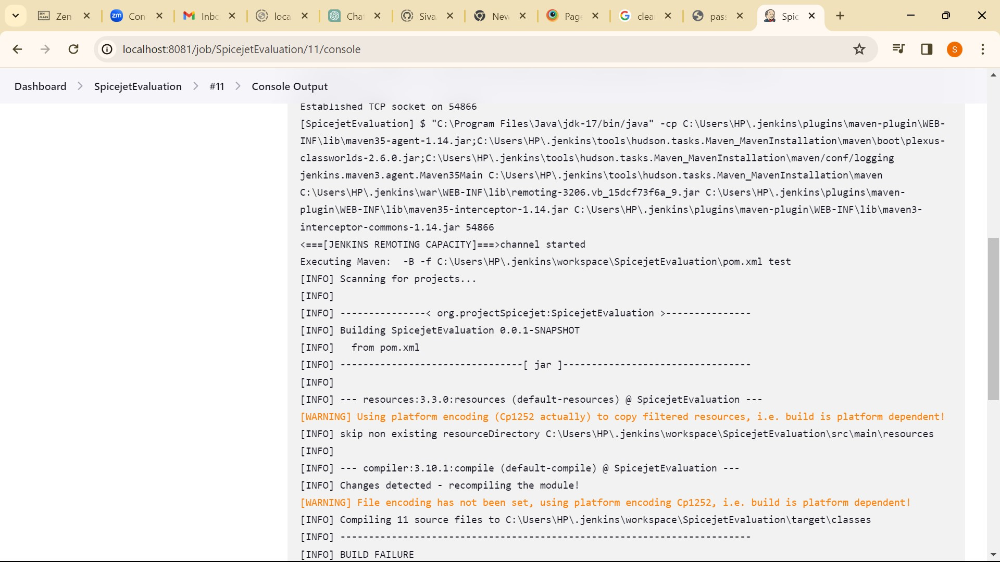 Zen
Con
Inbo
loca
Cha
Siva
New
Page
clea
pas
Spic
localhost:8081/job/SpicejetEvaluation/11/console
S
Dashboard > SpicejetEvaluation > #11 > Console Output
Established TCP socket on 54866
[SpicejetEvaluation] $ "C:\Program Files\Java\jdk-17/bin/java" -cp C:\Users\HP\.jenkins\plugins\maven-plugin\WEB-
INF\lib\maven35-agent-1.14.jar;C:\Users\HP\.jenkins\tools\hudson.tasks.Maven_MavenInstallation\maven\boot\plexus-
classworlds-2.6.0.jar;C:\Users\HP\.jenkins\tools\hudson.tasks.Maven_MavenInstallation\maven/conf/logging
jenkins.maven3.agent.Maven35Main C:\Users\HP\.jenkins\tools\hudson.tasks.Maven_MavenInstallation\maven
C:\Users\HP\.jenkins\war\WEB-INF\lib\remoting-3206.vb_15dcf73f6a_9.jar C:\Users\HP\.jenkins\plugins\maven-
plugin\WEB-INF\lib\maven35-interceptor-1.14.jar C:\Users\HP\.jenkins\plugins\maven-plugin\WEB-INF\lib\maven3-
interceptor-commons-1.14.jar 54866
<===[JENKINS REMOTING CAPACITY]===>channel started
Executing Maven:  -B -f C:\Users\HP\.jenkins\workspace\SpicejetEvaluation\pom.xml test
[INFO] Scanning for projects...
[INFO]
[INFO] ---------------< org.projectSpicejet:SpicejetEvaluation >---------------
[INFO] Building SpicejetEvaluation 0.0.1-SNAPSHOT
[INFO]   from pom.xml
[INFO] --------------------------------[ jar ]---------------------------------
[INFO]
[INFO] --- resources:3.3.0:resources (default-resources) @ SpicejetEvaluation ---
[WARNING] Using platform encoding (Cp1252 actually) to copy filtered resources, i.e. build is platform dependent!
[INFO] skip non existing resourceDirectory C:\Users\HP\.jenkins\workspace\SpicejetEvaluation\src\main\resources
[INFO]
[INFO] --- compiler:3.10.1:compile (default-compile) @ SpicejetEvaluation ---
[INFO] Changes detected - recompiling the module!
[WARNING] File encoding has not been set, using platform encoding Cp1252, i.e. build is platform dependent!
[INFO] Compiling 11 source files to C:\Users\HP\.jenkins\workspace\SpicejetEvaluation\target\classes
[INFO] ------------------------------------------------------------------------
[INFO] BUILD FAILURE